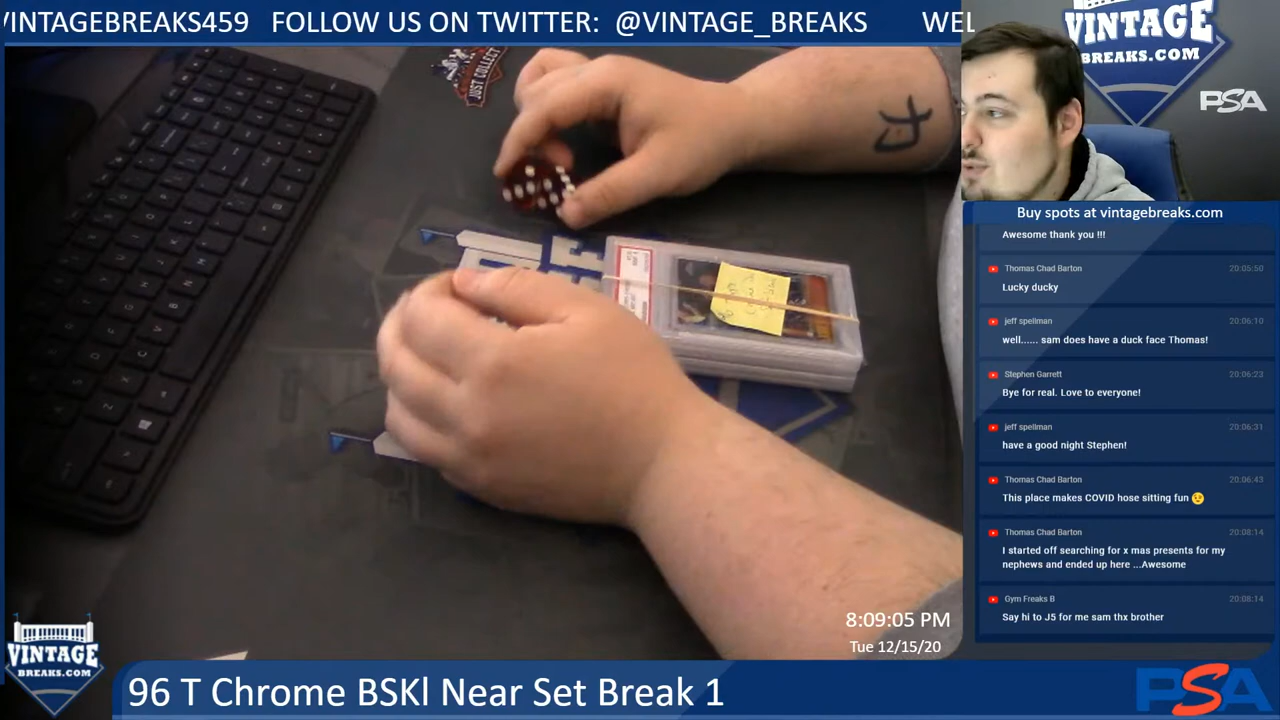 /INTAGEBREAKS459 FOLLOW US ON TWITTER: @VINTAGE_BREAKS WEL
VINTAGE
BREAKS.COM
PSA
JUST COLLECT
力
Buy spots at vintagebreaks.com
Awesome thank you !!!
Thomas Chad Barton 20:05:50
Lucky ducky
jeff spellman 20:06:10
well...... sam does have a duck face Thomas!
Stephen Garrett 20:06:23
Bye for real. Love to everyone!
jeff spellman 20:06:31
have a good night Stephen!
Thomas Chad Barton 20:06:43
This place makes COVID hose sitting fun 🤨
Thomas Chad Barton 20:08:14
I started off searching for x mas presents for my
nephews and ended up here ...Awesome
Gym Freaks B 20:08:14
Say hi to J5 for me sam thx brother
8:09:05 PM
Tue 12/15/20
VINTAGE
BREAKS.COM
96 T Chrome BSKl Near Set Break 1
PSA